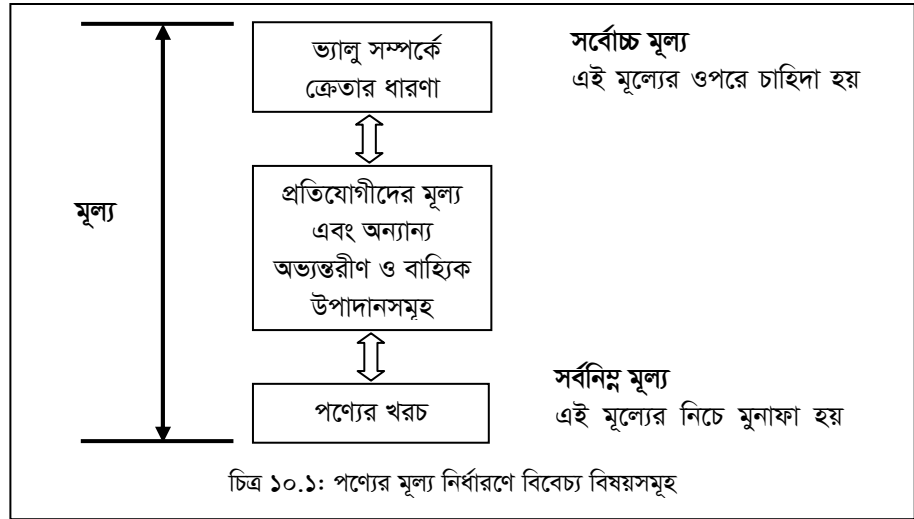 ভ্যালু সম্পর্কে
ক্রেতার ধারণা
সর্বোচ্চ মূল্য
এই মূল্যের ওপরে চাহিদা হয়
মূল্য
প্রতিযোগীদের মূল্য
এবং অন্যান্য
অভ্যন্তরীণ ও বাহ্যিক
উপাদানসমূহ
পণ্যের খরচ
সর্বনিম্ন মূল্য
এই মূল্যের নিচে মুনাফা হয়
চিত্র ১০.১: পণ্যের মূল্য নির্ধারণে বিবেচ্য বিষয়সমূহ